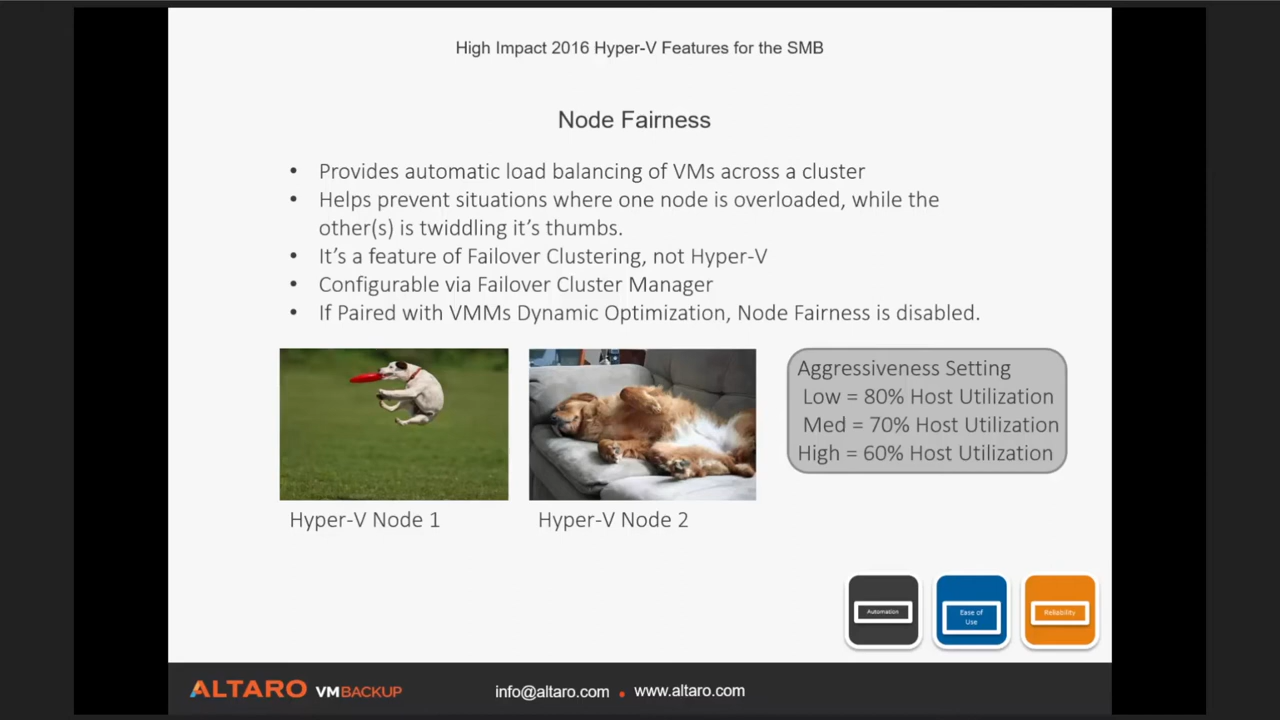 High Impact 2016 Hyper-V Features for the SMB
Node Fairness
• Provides automatic load balancing of VMs across a cluster
• Helps prevent situations where one node is overloaded, while the
other(s) is twiddling it's thumbs.
• It's a feature of Failover Clustering, not Hyper-V
• Configurable via Failover Cluster Manager
• If Paired with VMMs Dynamic Optimization, Node Fairness is disabled.
Aggressiveness Setting
Low = 80% Host Utilization
Med = 70% Host Utilization
High = 60% Host Utilization
Hyper-V Node 1
Hyper-V Node 2
Automation
Ease of
Use
Reliability
ALTARO VMBACKUP
info@altaro.com • www.altaro.com